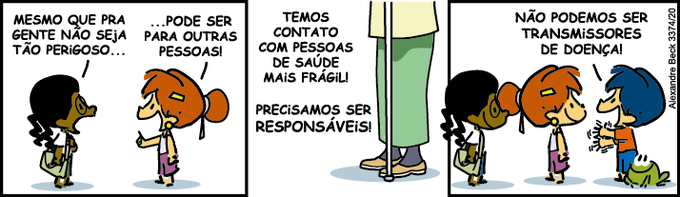 MESMO QUE PRA
GENTE NÃO SEJA
TÃO PERIGOSO...
...PODE SER
PARA OUTRAS
PESSOAS!
TEMOS
CONTATO
COM PESSOAS
DE SAÚDE
MAIS FRÁGIL!
PRECISAMOS SER
RESPONSÁVEIS!
NÃO PODEMOS SER
TRANSMISSORES
DE DOENÇA!
Alexandre Beck 3374/20